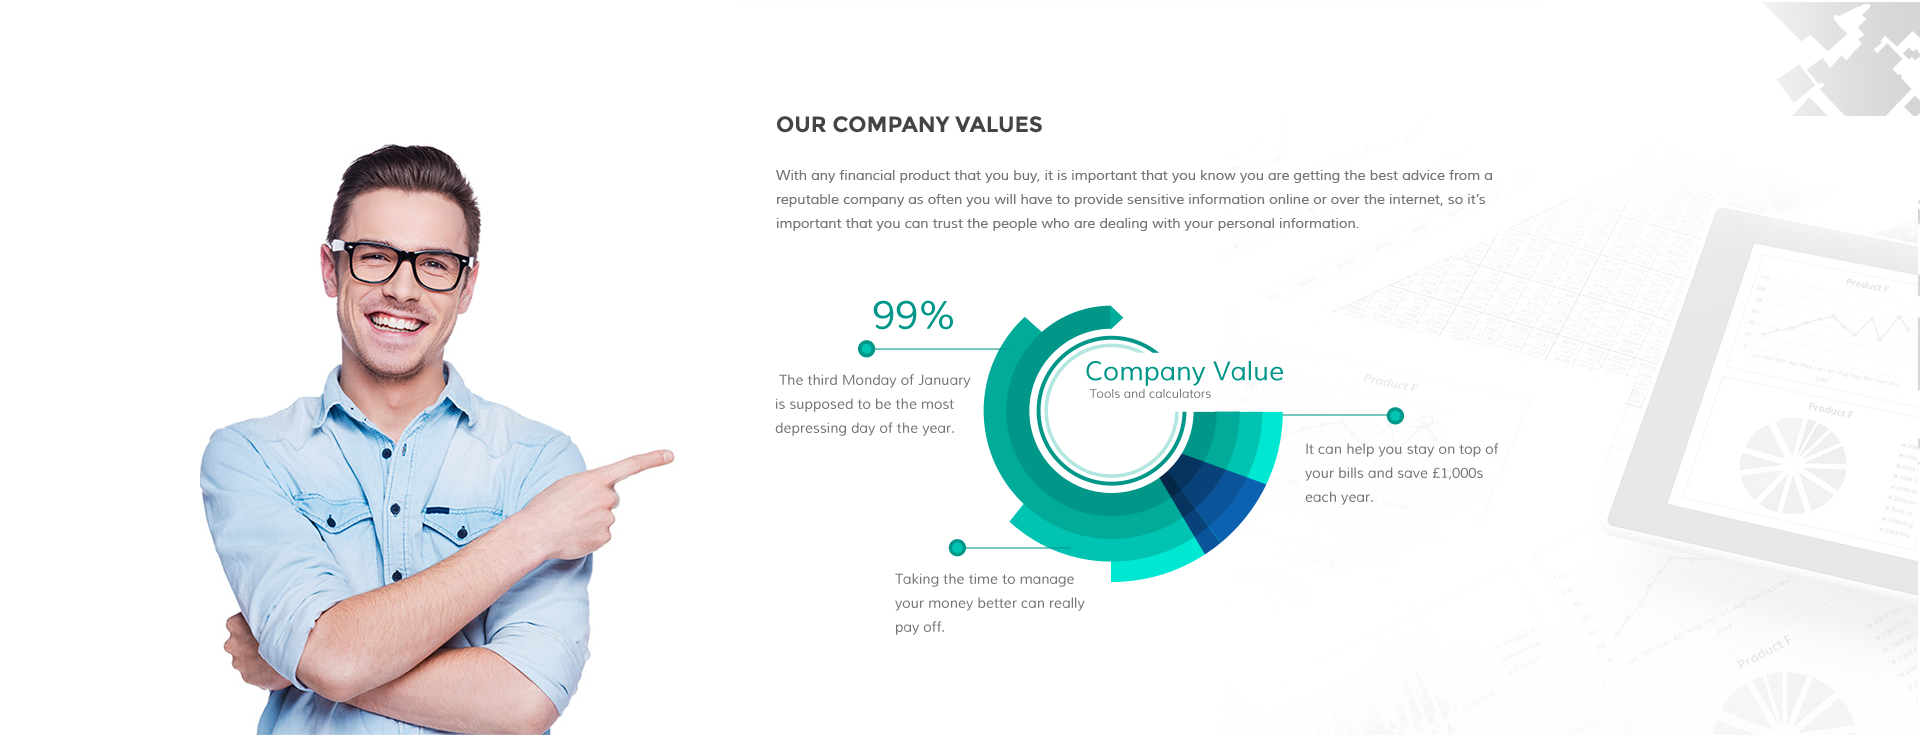 OUR COMPANY VALUES
With any financial product that you buy, it is important that you know you are getting the best advice from a
reputable company as often you will have to provide sensitive information online or over the internet, so it's
important that you can trust the people who are dealing with your personal information.
99%
The third Monday of January
is supposed to be the most
depressing day of the year.
Company Value
Tools and calculators
It can help you stay on top of
your bills and save £1,000s
each year.
Taking the time to manage
your money better can really
pay off.
Product F
Product F
Product F
Product F